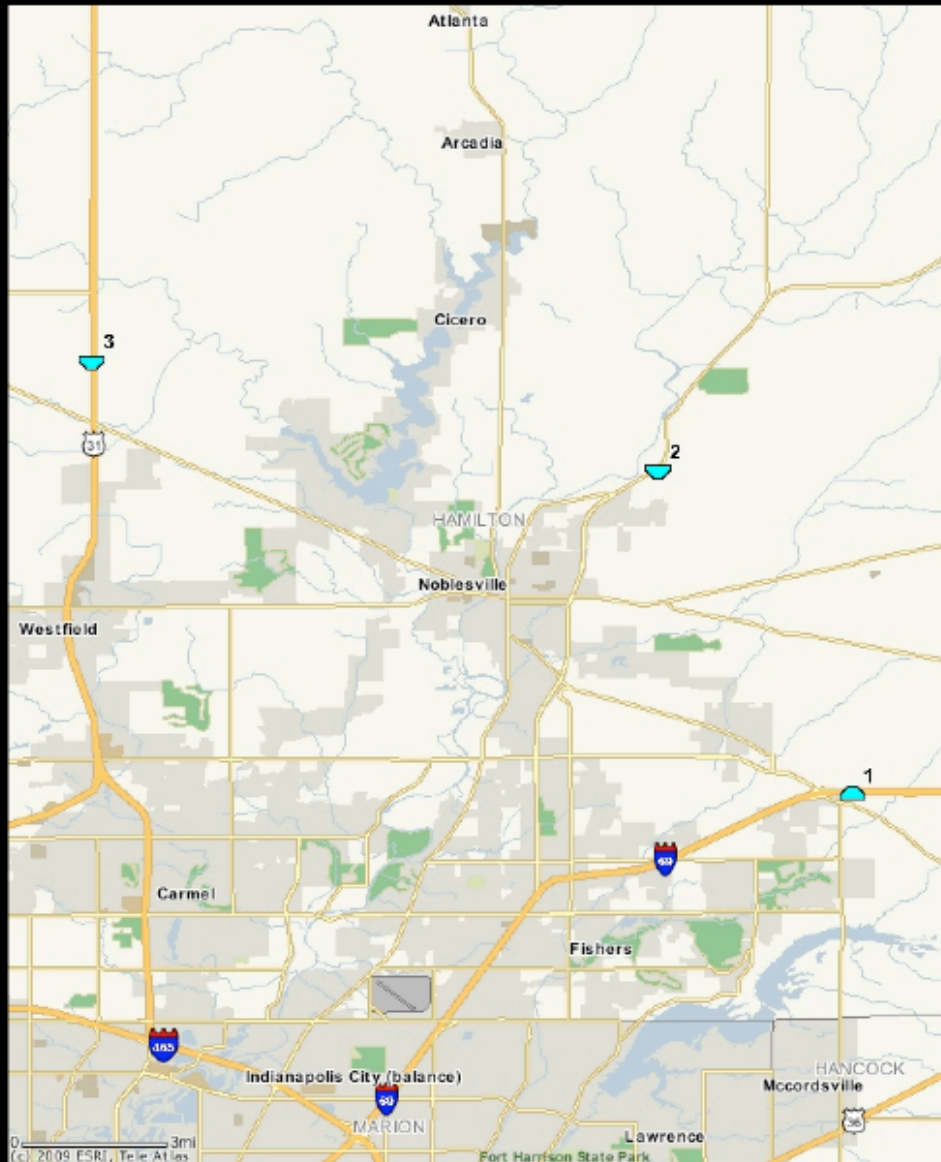 Atlanta
Arcadia
Cicero
3
31
2
HAMILTON
Noblesville
Westfield
1
69
Carmel
Fishers
465
HANCOCK
Indianapolis City (balance)
Mccordsville
69
36
MARION
Lawrence
0 3mi
(c) 2009 ESRI, Tele Atlas
Fort Harrison State Park